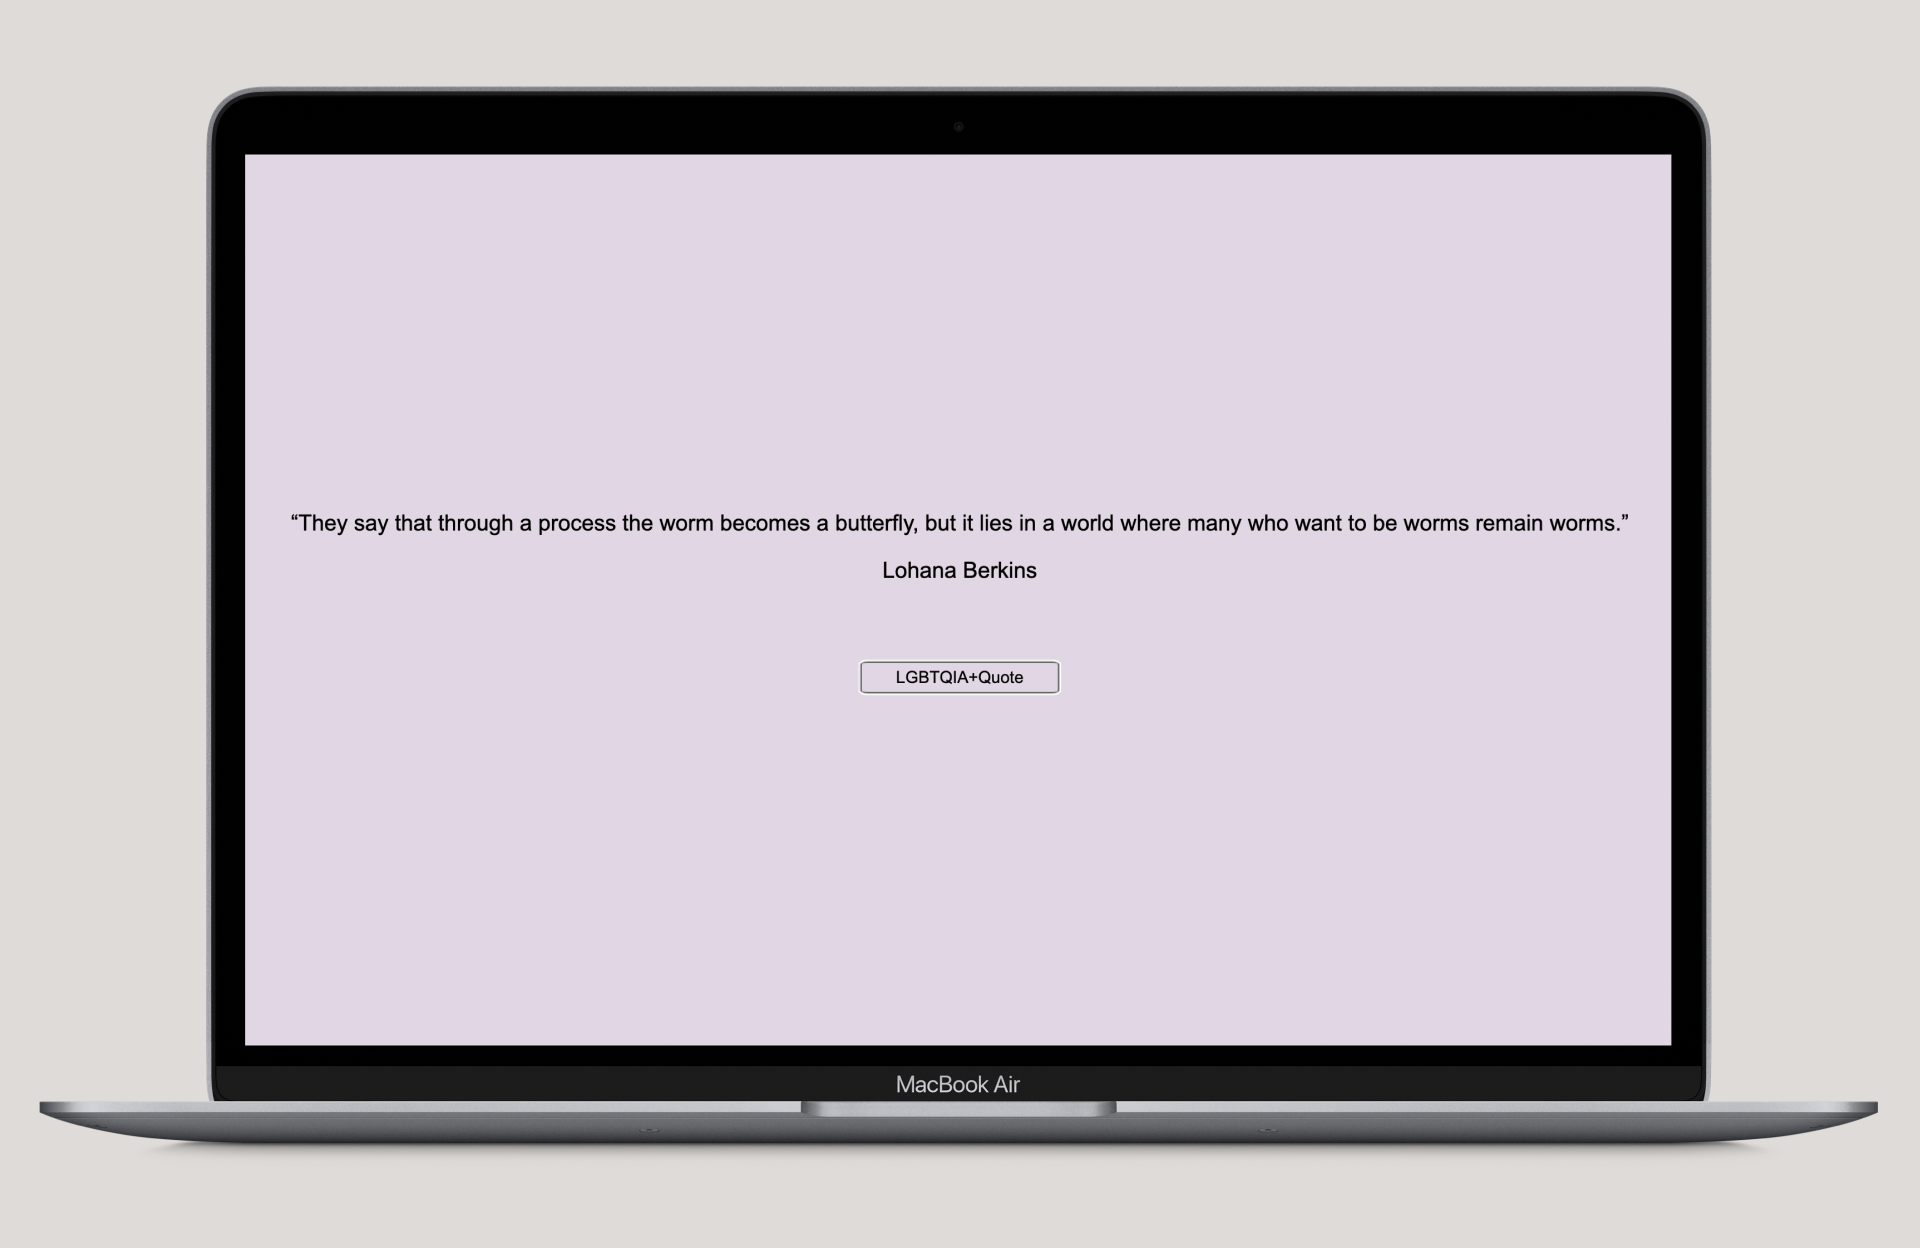 “They say that through a process the worm becomes a butterfly, but it lies in a world where many who want to be worms remain worms.”
Lohana Berkins
LGBTQIA+Quote
MacBook Air